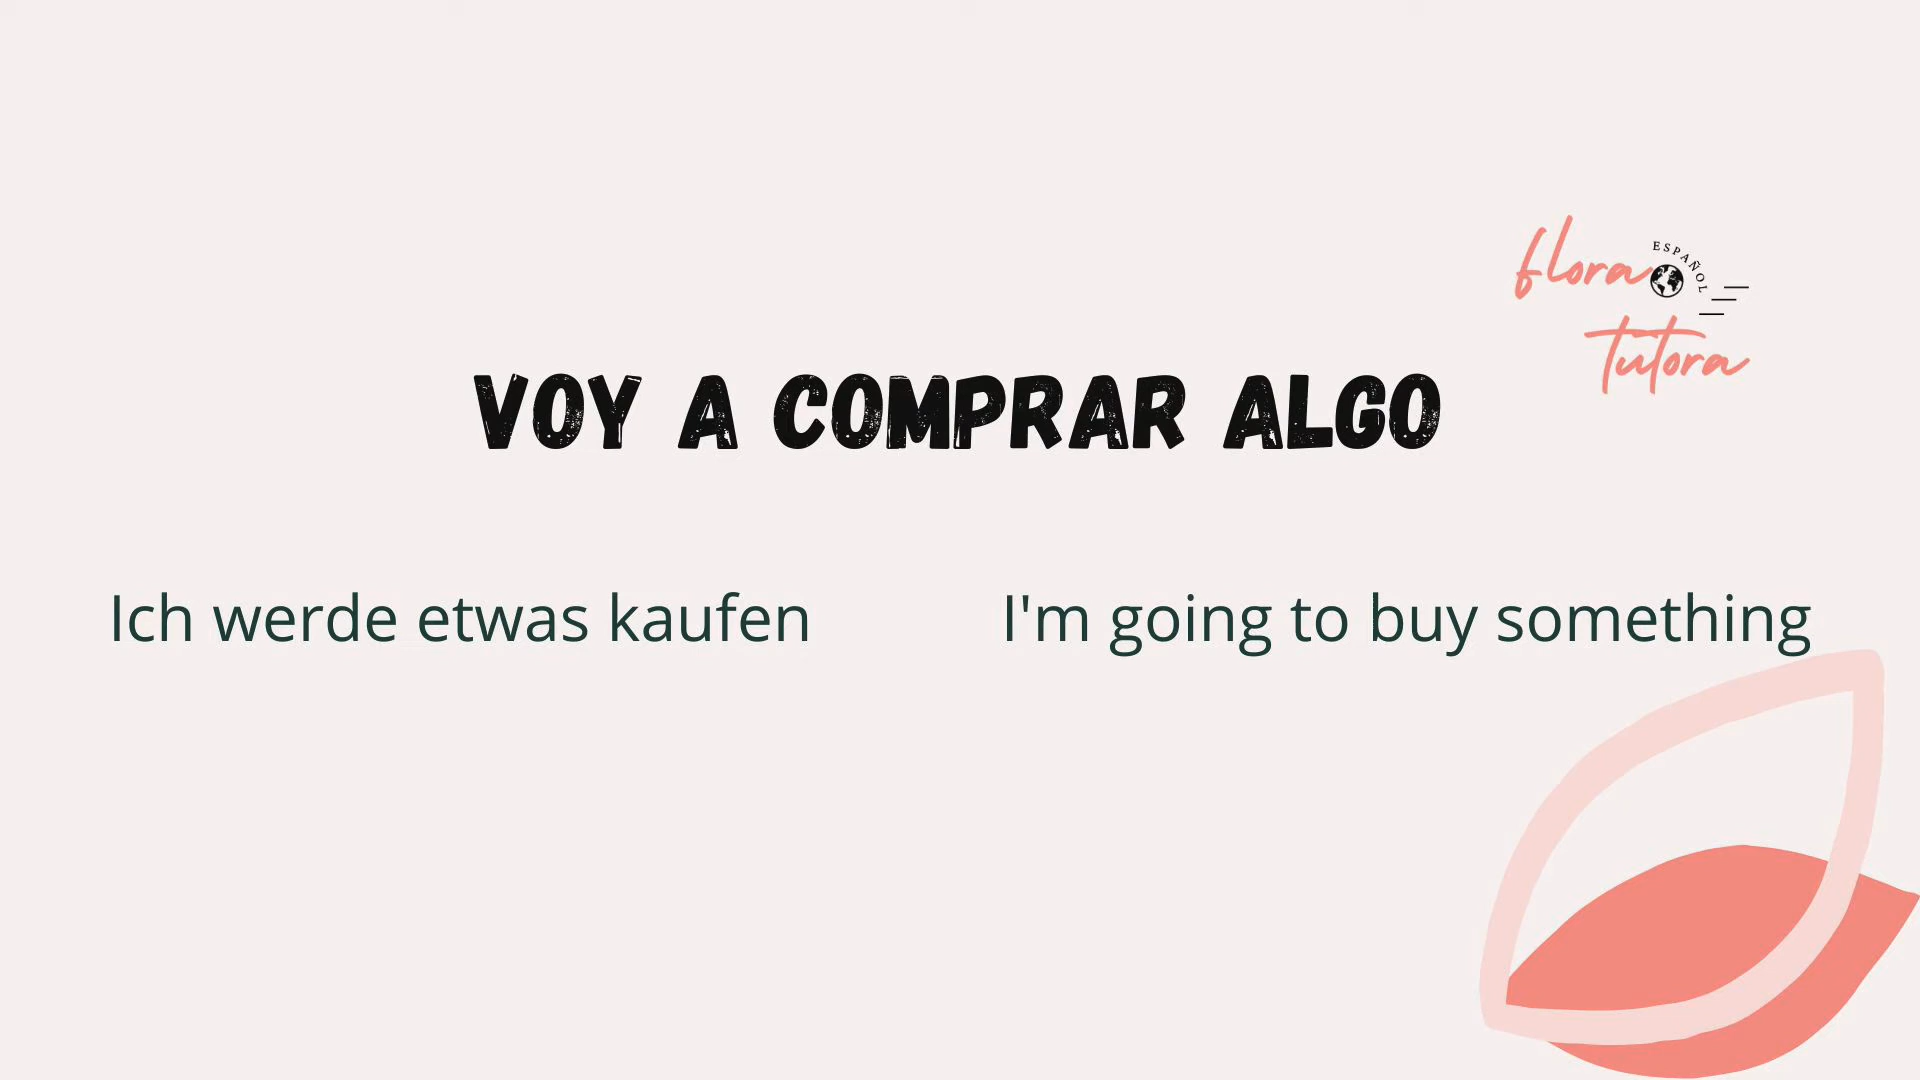 flora
ESPAÑOL
tutora
VOY A COMPRAR ALGO
Ich werde etwas kaufen
I'm going to buy something